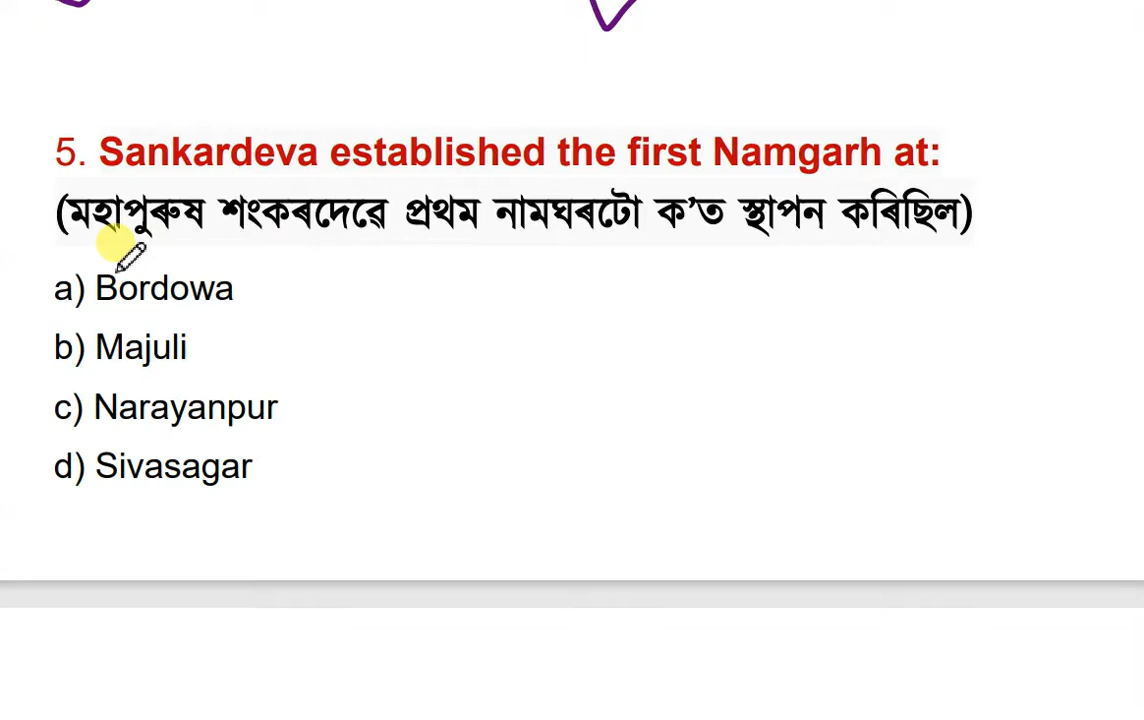 5. Sankardeva established the first Namgarh at:
(মহাপুৰুষ শংকৰদেৱে প্ৰথম নামঘৰটো ক’ত স্থাপন কৰিছিল)
a) Bordowa
b) Majuli
c) Narayanpur
d) Sivasagar